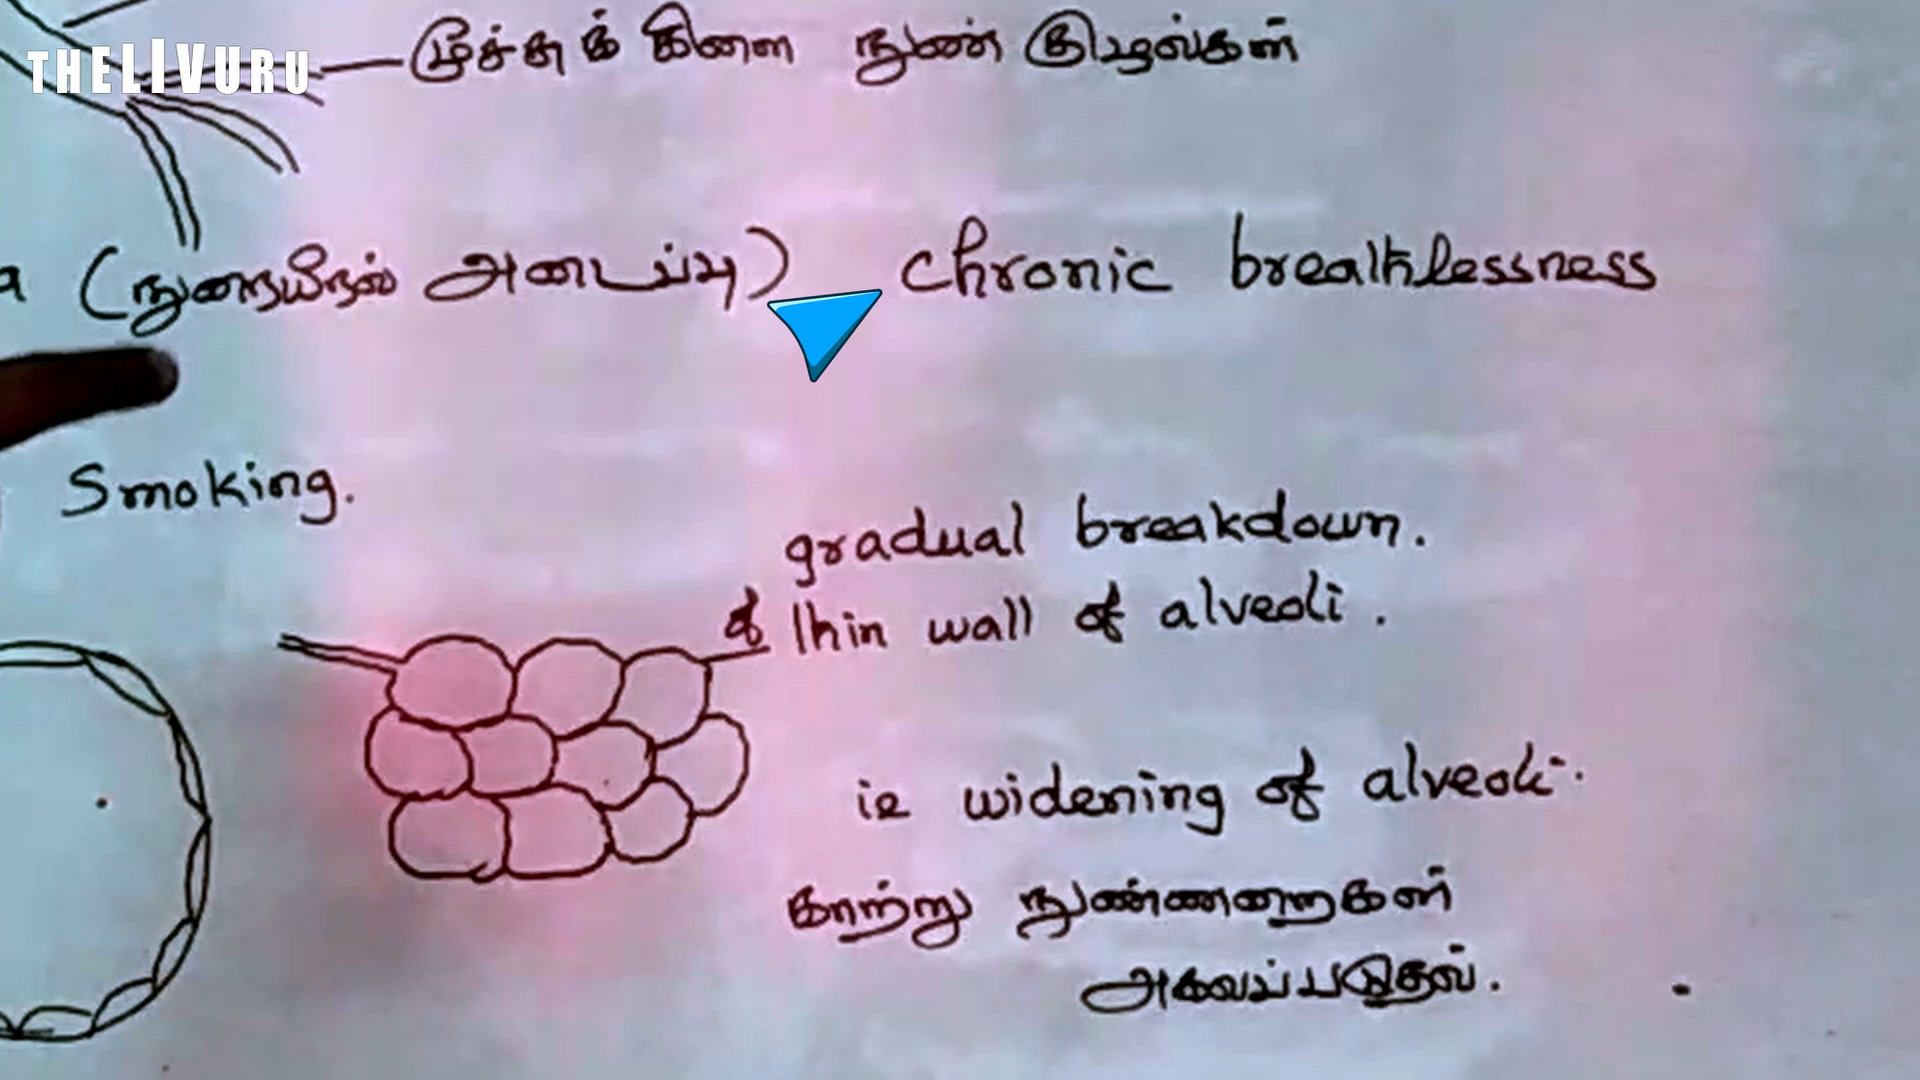 THELIVURU
மூச்சுக் கிளை நுண் குழல்கள்
a (நுரையீரல் அடைப்பு) chronic breathlessness
Smoking.
gradual breakdown.
of thin wall of alveoli.
ie widening of alveoli.
காற்று நுண்ணறைகள்
அகலப்படுதல்.